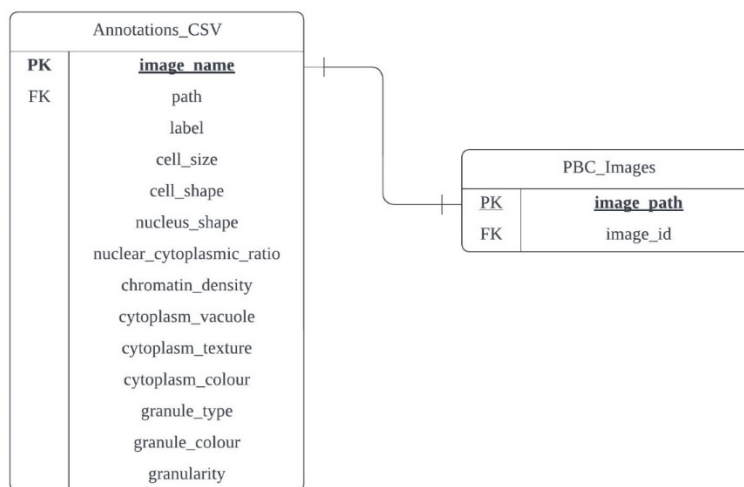 Annotations_CSV
PK image_name
FK path
label
cell_size
cell_shape
nucleus_shape
nuclear_cytoplasmic_ratio
chromatin_density
cytoplasm_vacuole
cytoplasm_texture
cytoplasm_colour
granule_type
granule_colour
granularity
PBC_Images
PK image_path
FK image_id